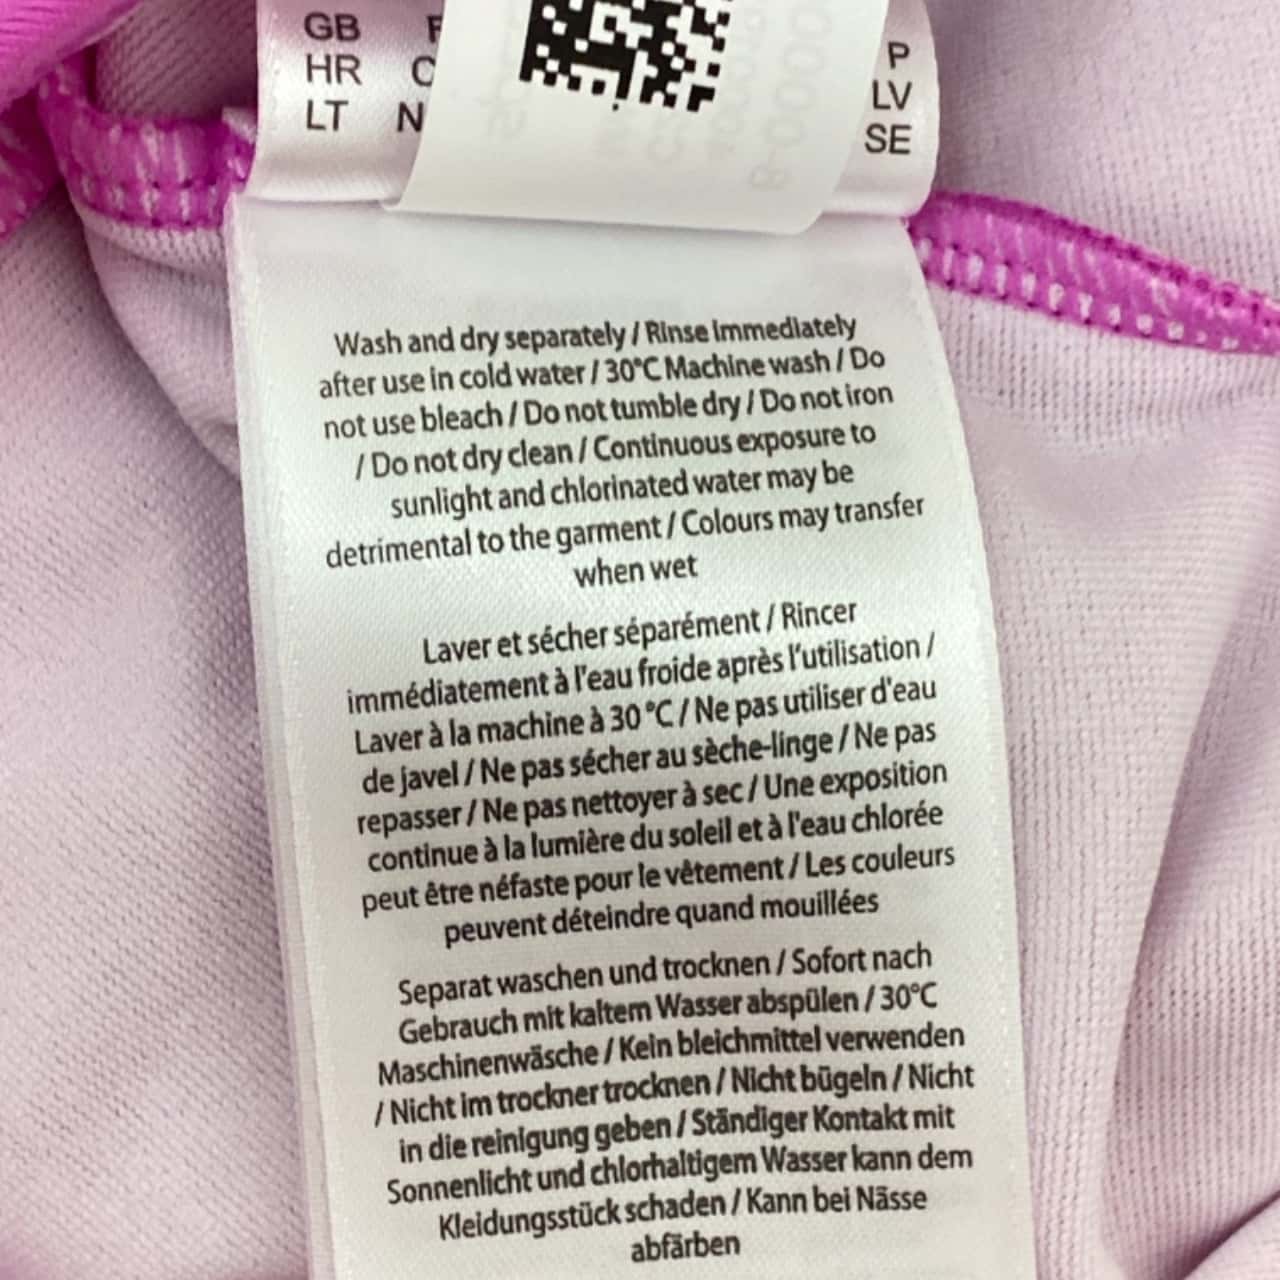 GB
HR
LT
P
LV
SE
Wash and dry separately / Rinse immediately
after use in cold water / 30°C Machine wash / Do
not use bleach / Do not tumble dry / Do not iron
/ Do not dry clean / Continuous exposure to
sunlight and chlorinated water may be
detrimental to the garment / Colours may transfer
when wet
Laver et sécher séparément / Rincer
immédiatement à l'eau froide après l'utilisation /
Laver à la machine à 30 °C / Ne pas utiliser d'eau
de javel / Ne pas sécher au sèche-linge / Ne pas
repasser / Ne pas nettoyer à sec / Une exposition
continue à la lumière du soleil et à l'eau chlorée
peut être néfaste pour le vêtement / Les couleurs
peuvent déteindre quand mouillées
Separat waschen und trocknen / Sofort nach
Gebrauch mit kaltem Wasser abspülen / 30°C
Maschinenwäsche / Kein bleichmittel verwenden
/ Nicht im trockner trocknen / Nicht bügeln / Nicht
in die reinigung geben / Ständiger Kontakt mit
Sonnenlicht und chlorhaltigem Wasser kann dem
Kleidungsstück schaden / Kann bei Nässe
abfärben